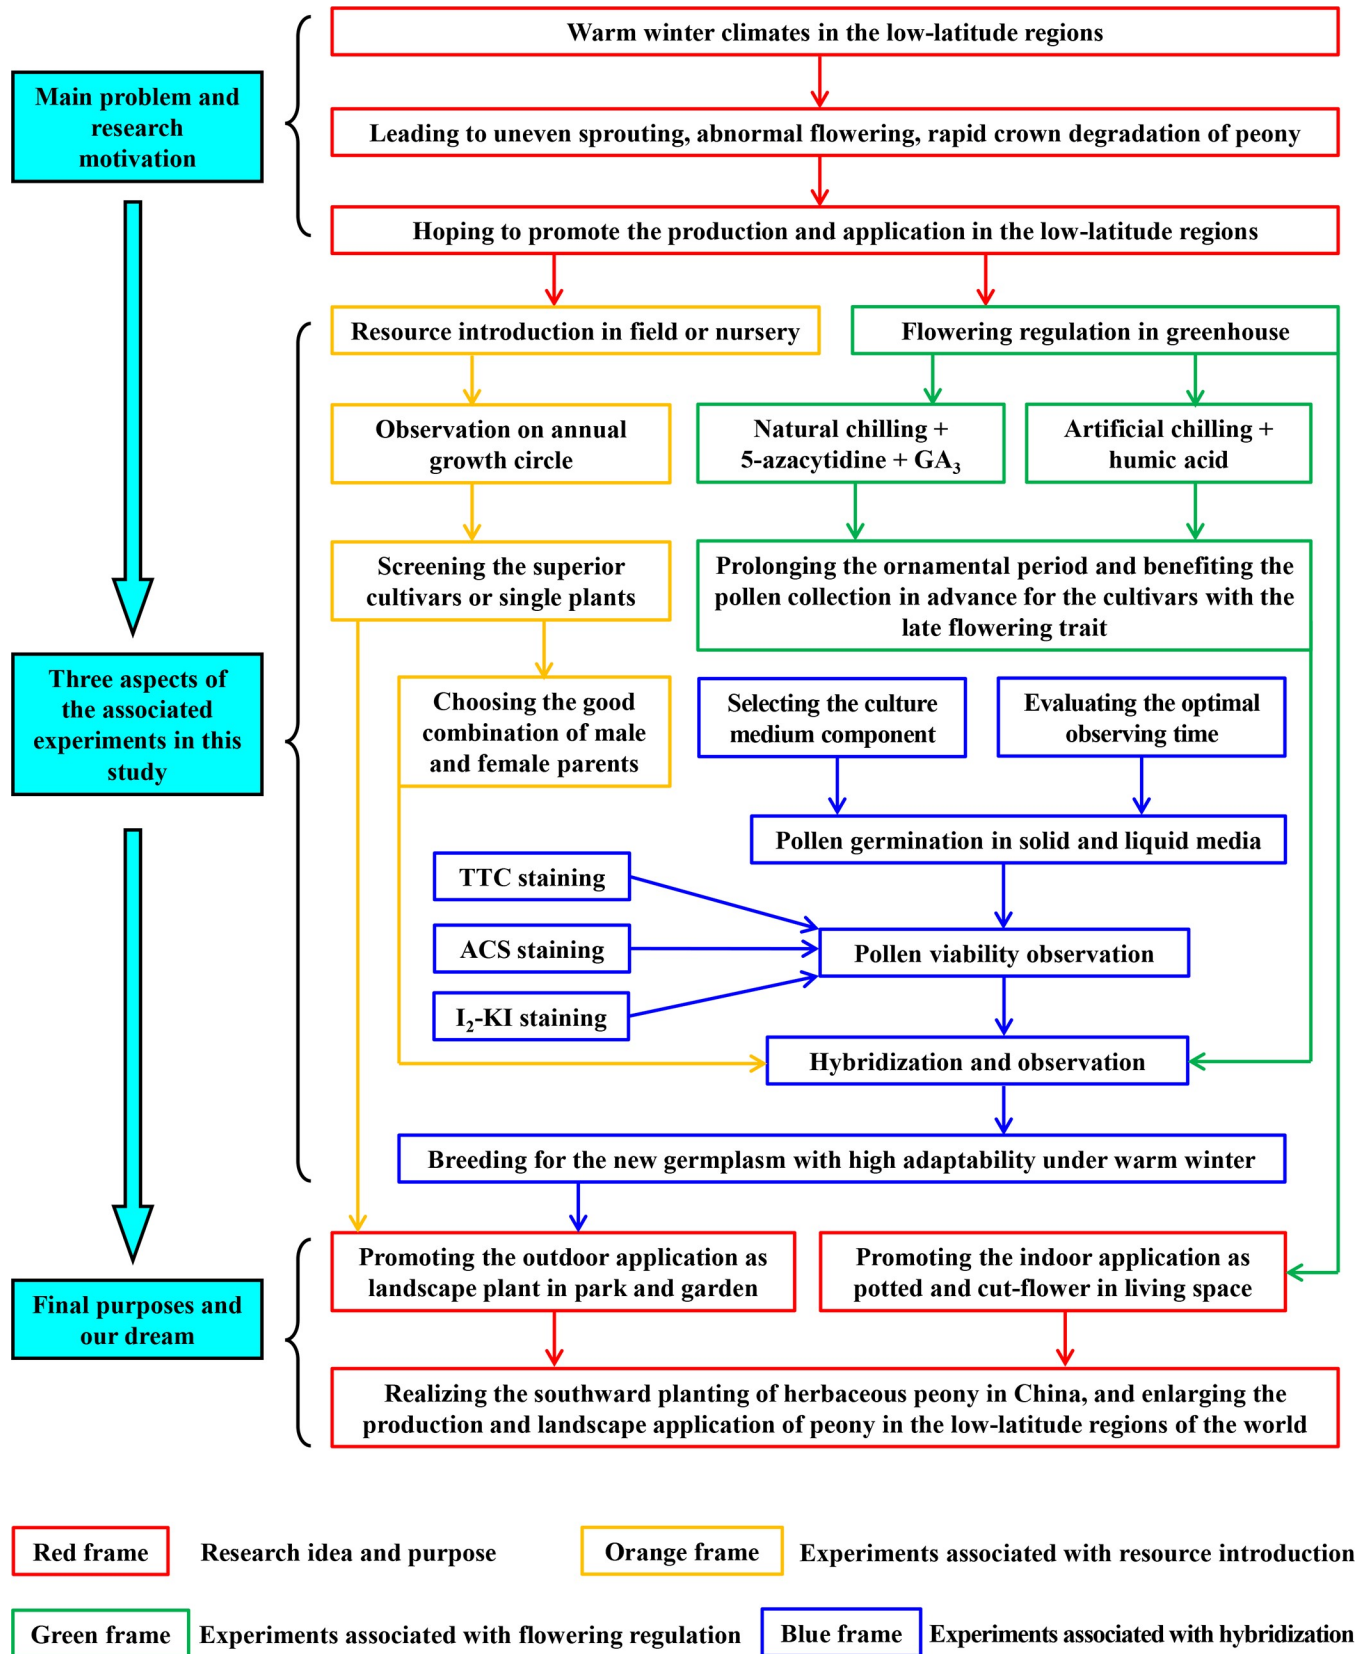 Warm winter climates in the low-latitude regions
Main problem and
research
motivation
Leading to uneven sprouting, abnormal flowering, rapid crown degradation of peony
Hoping to promote the production and application in the low-latitude regions
Resource introduction in field or nursery
Flowering regulation in greenhouse
Observation on annual
growth circle
Natural chilling +
5-azacytidine + GA₃
Artificial chilling +
humic acid
Screening the superior
cultivars or single plants
Prolonging the ornamental period and benefiting the
pollen collection in advance for the cultivars with the
late flowering trait
Three aspects of
the associated
experiments in this
study
Choosing the good
combination of male
and female parents
Selecting the culture
medium component
Evaluating the optimal
observing time
Pollen germination in solid and liquid media
TTC staining
ACS staining
I₂-KI staining
Pollen viability observation
Hybridization and observation
Breeding for the new germplasm with high adaptability under warm winter
Final purposes and
our dream
Promoting the outdoor application as
landscape plant in park and garden
Promoting the indoor application as
potted and cut-flower in living space
Realizing the southward planting of herbaceous peony in China, and enlarging the
production and landscape application of peony in the low-latitude regions of the world
Red frame Research idea and purpose
Orange frame Experiments associated with resource introduction
Green frame Experiments associated with flowering regulation
Blue frame Experiments associated with hybridization